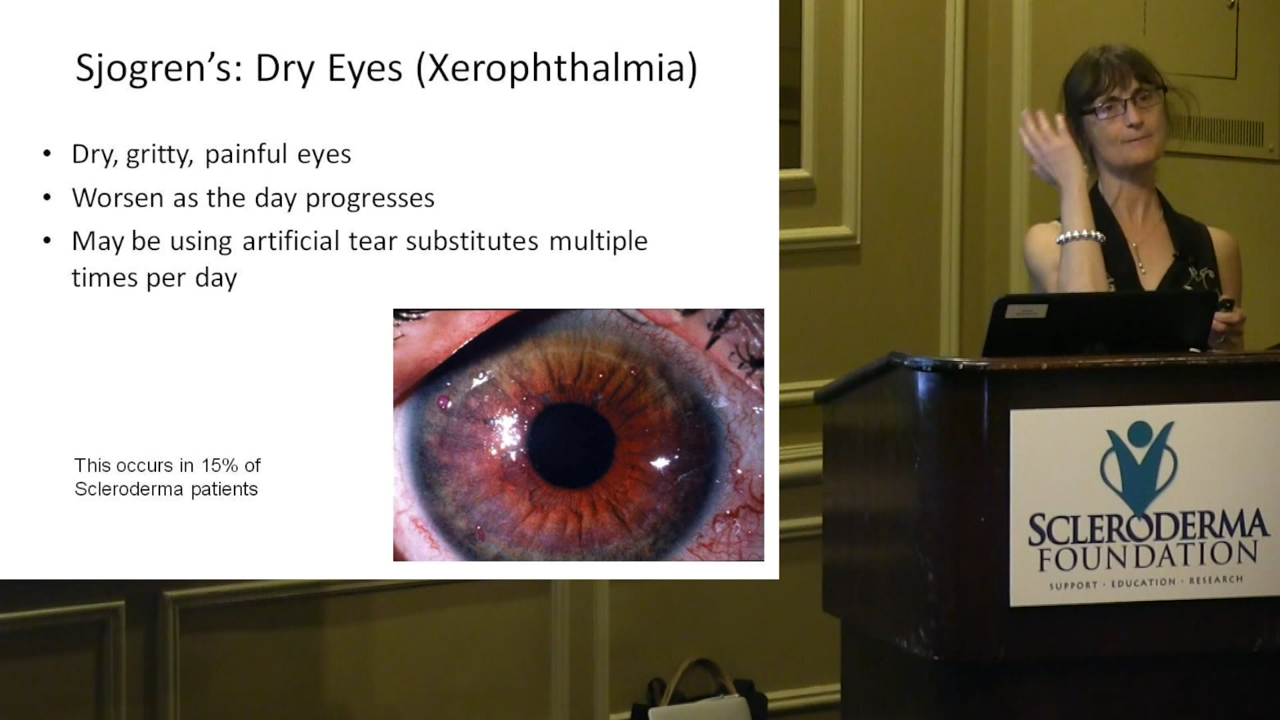 Sjogren's: Dry Eyes (Xerophthalmia)
• Dry, gritty, painful eyes
• Worsen as the day progresses
• May be using artificial tear substitutes multiple
times per day
This occurs in 15% of
Scleroderma patients
SCLERODERMA
FOUNDATION
SUPPORT · EDUCATION · RESEARCH